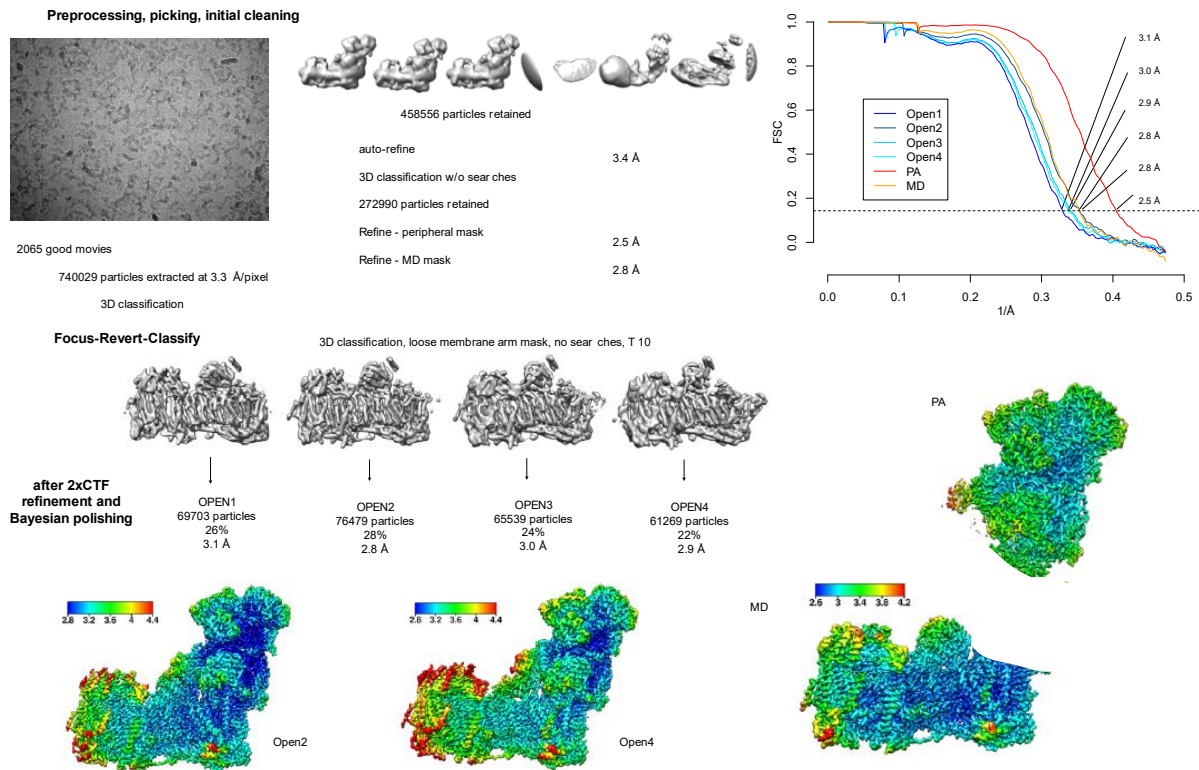 Preprocessing, picking, initial cleaning
2065 good movies
740029 particles extracted at 3.3 Å/pixel
3D classification
458556 particles retained
auto-refine
3.4 Å
3D classification w/o sear ches
272990 particles retained
Refine - peripheral mask
2.5 Å
Refine - MD mask
2.8 Å
FSC
1.0
0.8
0.6
0.4
0.2
0.0
Open1
Open2
Open3
Open4
PA
MD
3.1 Å
3.0 Å
2.9 Å
2.8 Å
2.8 Å
2.5 Å
0.0 0.1 0.2 0.3 0.4 0.5
1/Å
Focus-Revert-Classify
3D classification, loose membrane arm mask, no sear ches, T 10
after 2xCTF
refinement and
Bayesian polishing
OPEN1
69703 particles
26%
3.1 Å
OPEN2
76479 particles
28%
2.8 Å
OPEN3
65539 particles
24%
3.0 Å
OPEN4
61269 particles
22%
2.9 Å
PA
2.8 3.2 3.6 4 4.4
Open2
2.8 3.2 3.6 4 4.4
Open4
MD
2.6 3 3.4 3.8 4.2